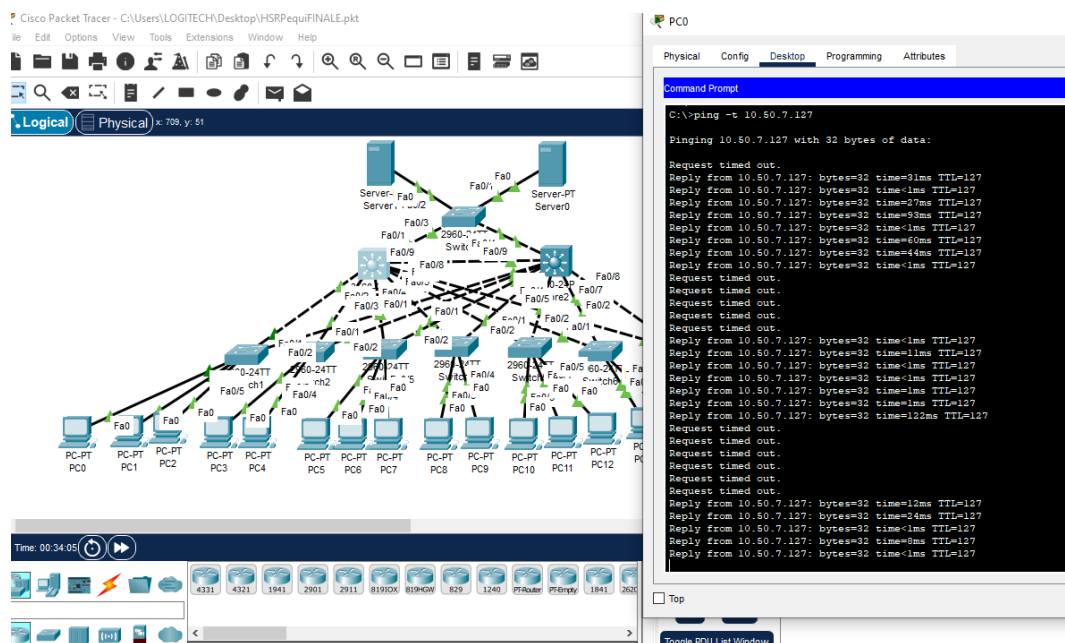 Cisco Packet Tracer - C:\Users\LOGITECH\Desktop\HSRPequiFINALE.pkt
Edit Options View Tools Extensions Window Help
Logical Physical x: 709, y: 51
Server-PT
Server0
Fa0
Fa0/1
Fa0
Fa0/3
Fa0/1
Fa0/9
Fa0/9
Fa0/8
Fa0/8
Fa0/7
Fa0/3
Fa0/1
Fa0/5
Fa0/2
Fa0/1
Fa0/2
Fa0/1
Fa0/2
Fa0/2
Fa0/2
Fa0/5
Fa0/4
Fa0
Fa0
Fa0
Fa0
Fa0
Fa0
PC-PT
PC0
PC-PT
PC1
PC-PT
PC2
PC-PT
PC3
PC-PT
PC4
PC-PT
PC5
PC-PT
PC6
PC-PT
PC7
PC-PT
PC8
PC-PT
PC9
PC-PT
PC10
PC-PT
PC11
PC-PT
PC12
Time: 00:34:05
4331 4321 1941 2901 2911 819IOX 819HGW 829 1240 PT-Router PT-Empty 1841
PC0
Physical Config Desktop Programming Attributes
Command Prompt
C:\>ping -t 10.50.7.127
Pinging 10.50.7.127 with 32 bytes of data:
Request timed out.
Reply from 10.50.7.127: bytes=32 time=31ms TTL=127
Reply from 10.50.7.127: bytes=32 time<1ms TTL=127
Reply from 10.50.7.127: bytes=32 time=27ms TTL=127
Reply from 10.50.7.127: bytes=32 time=93ms TTL=127
Reply from 10.50.7.127: bytes=32 time<1ms TTL=127
Reply from 10.50.7.127: bytes=32 time=60ms TTL=127
Reply from 10.50.7.127: bytes=32 time=44ms TTL=127
Reply from 10.50.7.127: bytes=32 time<1ms TTL=127
Request timed out.
Request timed out.
Request timed out.
Request timed out.
Request timed out.
Reply from 10.50.7.127: bytes=32 time<1ms TTL=127
Reply from 10.50.7.127: bytes=32 time=11ms TTL=127
Reply from 10.50.7.127: bytes=32 time<1ms TTL=127
Reply from 10.50.7.127: bytes=32 time<1ms TTL=127
Reply from 10.50.7.127: bytes=32 time=1ms TTL=127
Reply from 10.50.7.127: bytes=32 time=1ms TTL=127
Reply from 10.50.7.127: bytes=32 time=122ms TTL=127
Request timed out.
Request timed out.
Request timed out.
Request timed out.
Request timed out.
Request timed out.
Reply from 10.50.7.127: bytes=32 time=12ms TTL=127
Reply from 10.50.7.127: bytes=32 time=24ms TTL=127
Reply from 10.50.7.127: bytes=32 time<1ms TTL=127
Reply from 10.50.7.127: bytes=32 time=8ms TTL=127
Reply from 10.50.7.127: bytes=32 time<1ms TTL=127
Top
Toggle PDU List Window